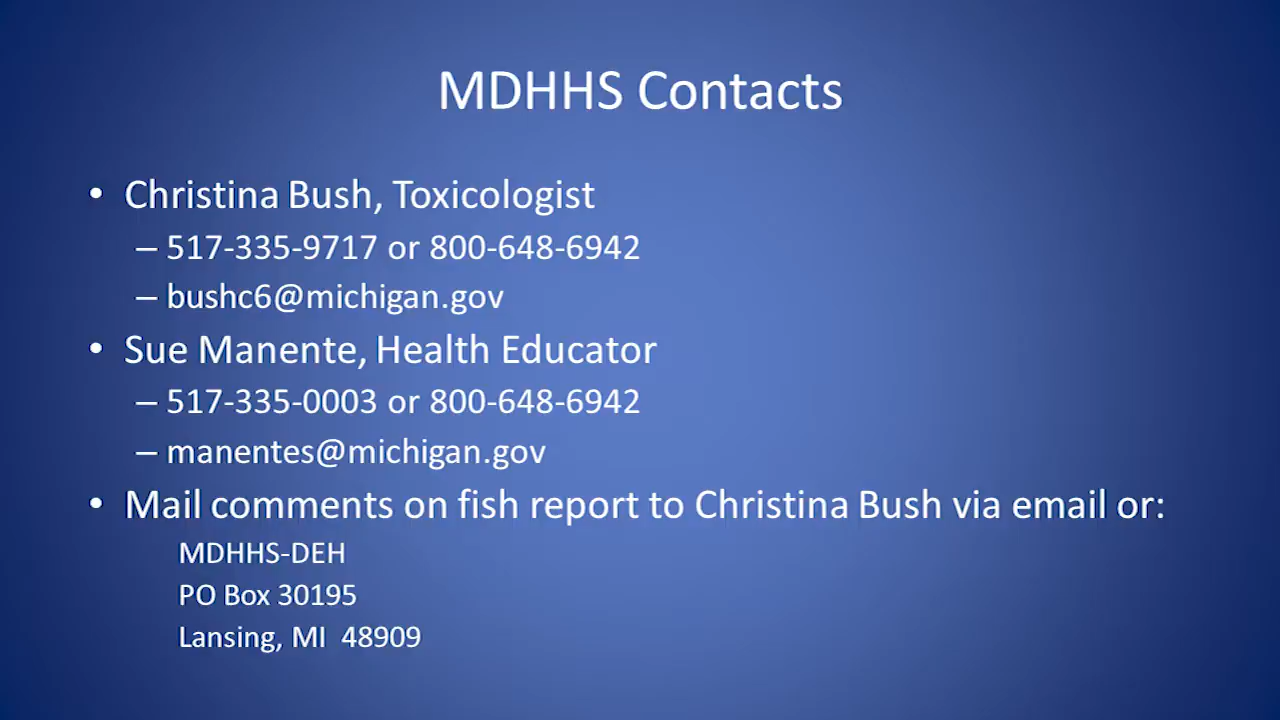 MDHHS Contacts
• Christina Bush, Toxicologist
– 517-335-9717 or 800-648-6942
– bushc6@michigan.gov
• Sue Manente, Health Educator
– 517-335-0003 or 800-648-6942
– manentes@michigan.gov
• Mail comments on fish report to Christina Bush via email or:
MDHHS-DEH
PO Box 30195
Lansing, MI  48909